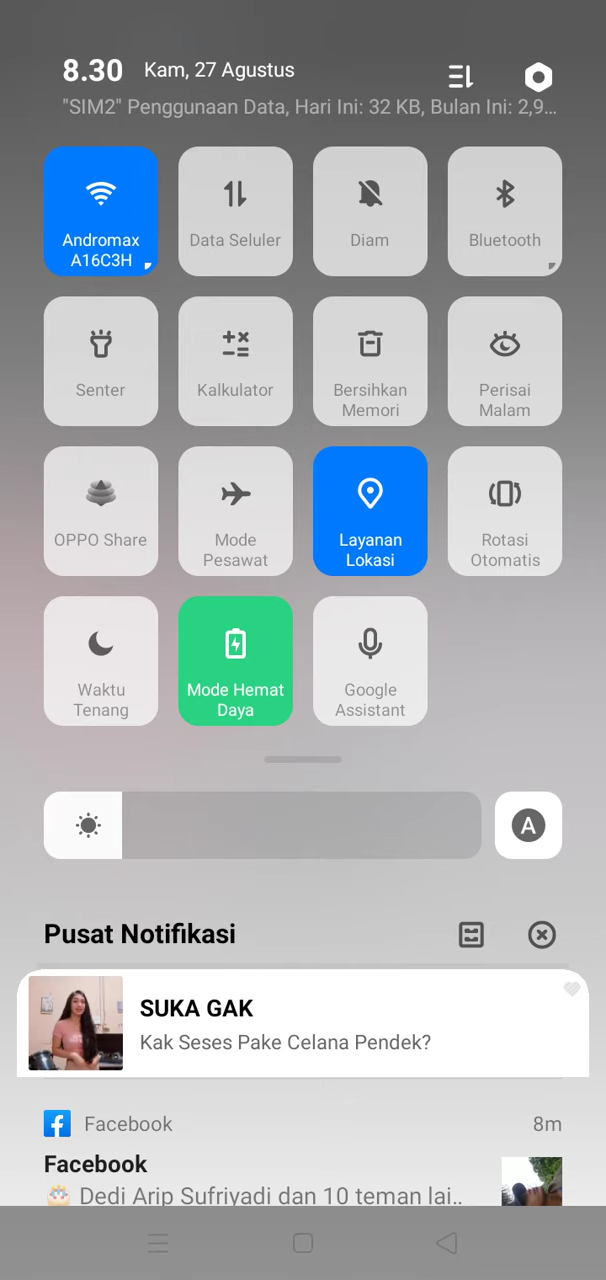 8.30 Kam, 27 Agustus
"SIM2" Penggunaan Data, Hari Ini: 32 KB, Bulan Ini: 2,9...
Andromax
A16C3H
Data Seluler
Diam
Bluetooth
Senter
Kalkulator
Bersihkan
Memori
Perisai
Malam
OPPO Share
Mode
Pesawat
Layanan
Lokasi
Rotasi
Otomatis
Waktu
Tenang
Mode Hemat
Daya
Google
Assistant
A
Pusat Notifikasi
SUKA GAK
Kak Seses Pake Celana Pendek?
Facebook 8m
Facebook
Dedi Arip Sufriyadi dan 10 teman lai..